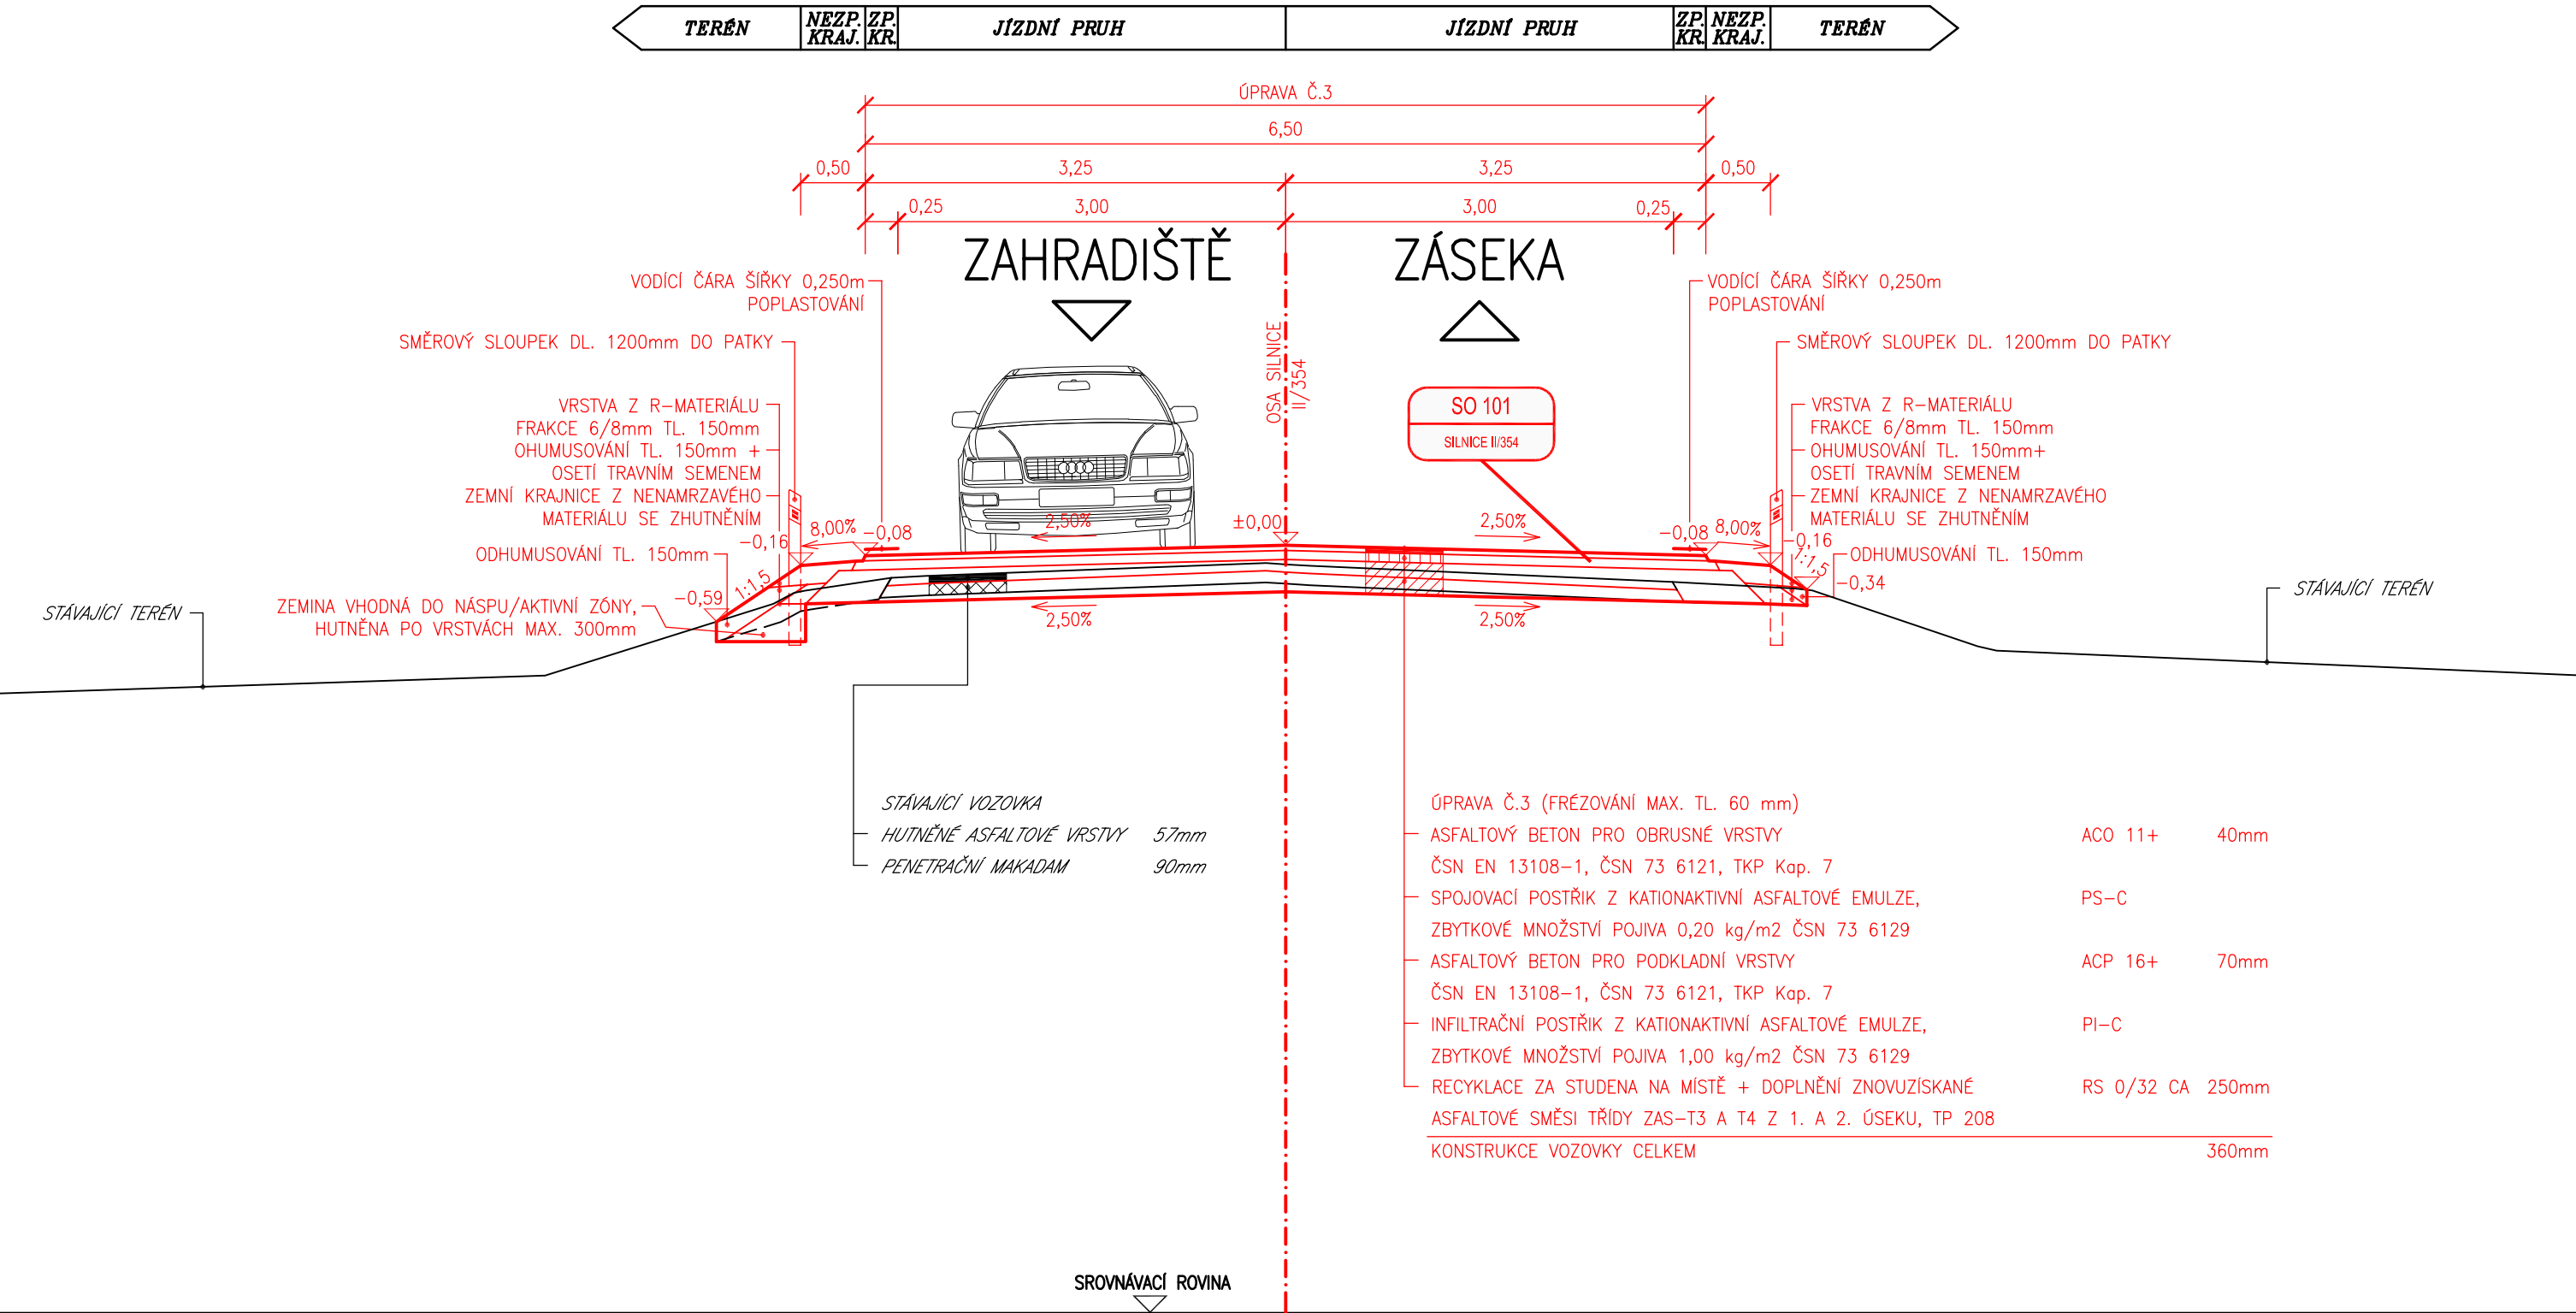 TERÉN
NEZP. KRAJ.
ZP. KR.
JÍZDNÍ PRUH
JÍZDNÍ PRUH
ZP. KR.
NEZP. KRAJ.
TERÉN
ÚPRAVA Č.3
6,50
0,50
3,25
3,25
0,50
0,25
3,00
3,00
0,25
ZAHRADIŠTĚ
ZÁSEKA
VODÍCÍ ČÁRA ŠÍŘKY 0,250m
POPLASTOVÁNÍ
SMĚROVÝ SLOUPEK DL. 1200mm DO PATKY
VRSTVA Z R-MATERIÁLU
FRAKCE 6/8mm TL. 150mm
OHUMUSOVÁNÍ TL. 150mm +
OSETÍ TRAVNÍM SEMENEM
ZEMNÍ KRAJNICE Z NENAMRZAVÉHO
MATERIÁLU SE ZHUTNĚNÍM
ODHUMUSOVÁNÍ TL. 150mm
ZEMINA VHODNÁ DO NÁSPU/AKTIVNÍ ZÓNY,
HUTNĚNA PO VRSTVÁCH MAX. 300mm
STÁVAJÍCÍ TERÉN
OSA SILNICE
II/354
SO 101
SILNICE II/354
VODÍCÍ ČÁRA ŠÍŘKY 0,250m
POPLASTOVÁNÍ
SMĚROVÝ SLOUPEK DL. 1200mm DO PATKY
VRSTVA Z R-MATERIÁLU
FRAKCE 6/8mm TL. 150mm
OHUMUSOVÁNÍ TL. 150mm+
OSETÍ TRAVNÍM SEMENEM
ZEMNÍ KRAJNICE Z NENAMRZAVÉHO
MATERIÁLU SE ZHUTNĚNÍM
ODHUMUSOVÁNÍ TL. 150mm
STÁVAJÍCÍ TERÉN
-0,59
1:1,5
-0,16
8,00%
-0,08
2,50%
±0,00
2,50%
-0,08
8,00%
-0,16
1:1,5
-0,34
2,50%
2,50%
STÁVAJÍCÍ VOZOVKA
HUTNĚNÉ ASFALTOVÉ VRSTVY 57mm
PENETRAČNÍ MAKADAM 90mm
ÚPRAVA Č.3 (FRÉZOVÁNÍ MAX. TL. 60 mm)
ASFALTOVÝ BETON PRO OBRUSNÉ VRSTVY ACO 11+ 40mm
ČSN EN 13108-1, ČSN 73 6121, TKP Kap. 7
SPOJOVACÍ POSTŘIK Z KATIONAKTIVNÍ ASFALTOVÉ EMULZE, PS-C
ZBYTKOVÉ MNOŽSTVÍ POJIVA 0,20 kg/m2 ČSN 73 6129
ASFALTOVÝ BETON PRO PODKLADNÍ VRSTVY ACP 16+ 70mm
ČSN EN 13108-1, ČSN 73 6121, TKP Kap. 7
INFILTRAČNÍ POSTŘIK Z KATIONAKTIVNÍ ASFALTOVÉ EMULZE, PI-C
ZBYTKOVÉ MNOŽSTVÍ POJIVA 1,00 kg/m2 ČSN 73 6129
RECYKLACE ZA STUDENA NA MÍSTĚ + DOPLNĚNÍ ZNOVUZÍSKANÉ RS 0/32 CA 250mm
ASFALTOVÉ SMĚSI TŘÍDY ZAS-T3 A T4 Z 1. A 2. ÚSEKU, TP 208
KONSTRUKCE VOZOVKY CELKEM 360mm
SROVNÁVACÍ ROVINA